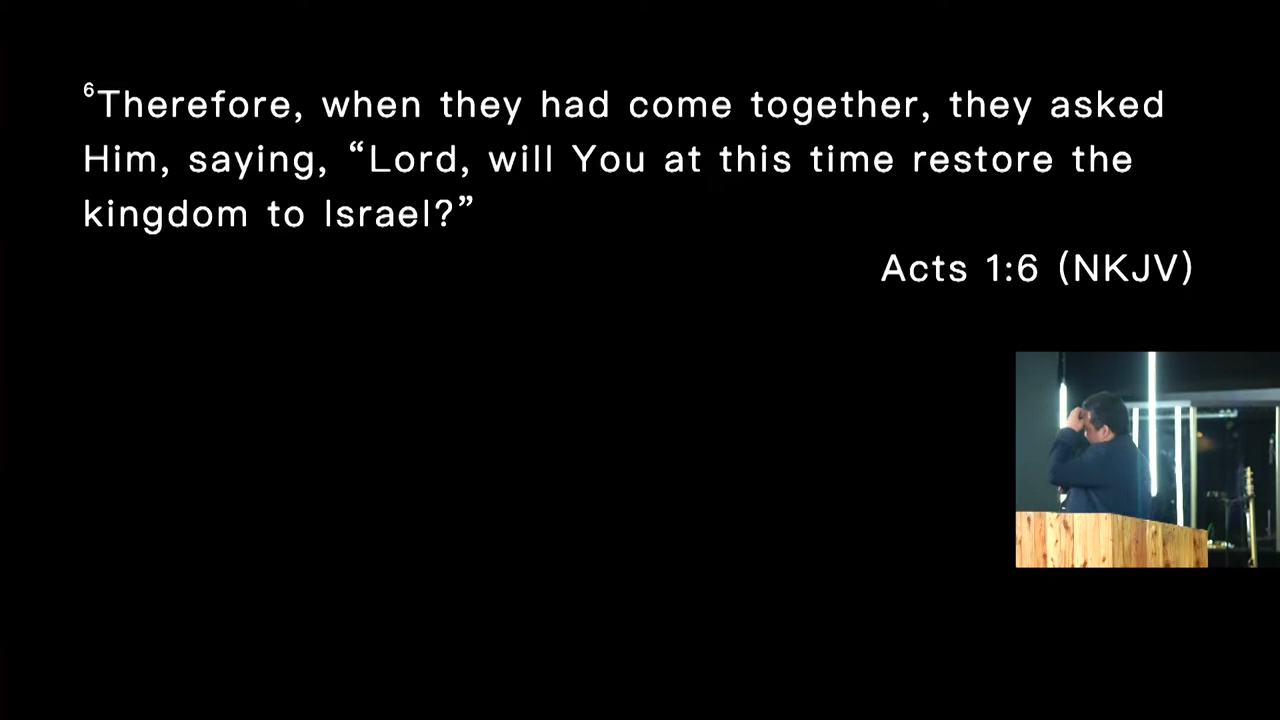 ⁶Therefore, when they had come together, they asked
Him, saying, “Lord, will You at this time restore the
kingdom to Israel?”
Acts 1:6 (NKJV)